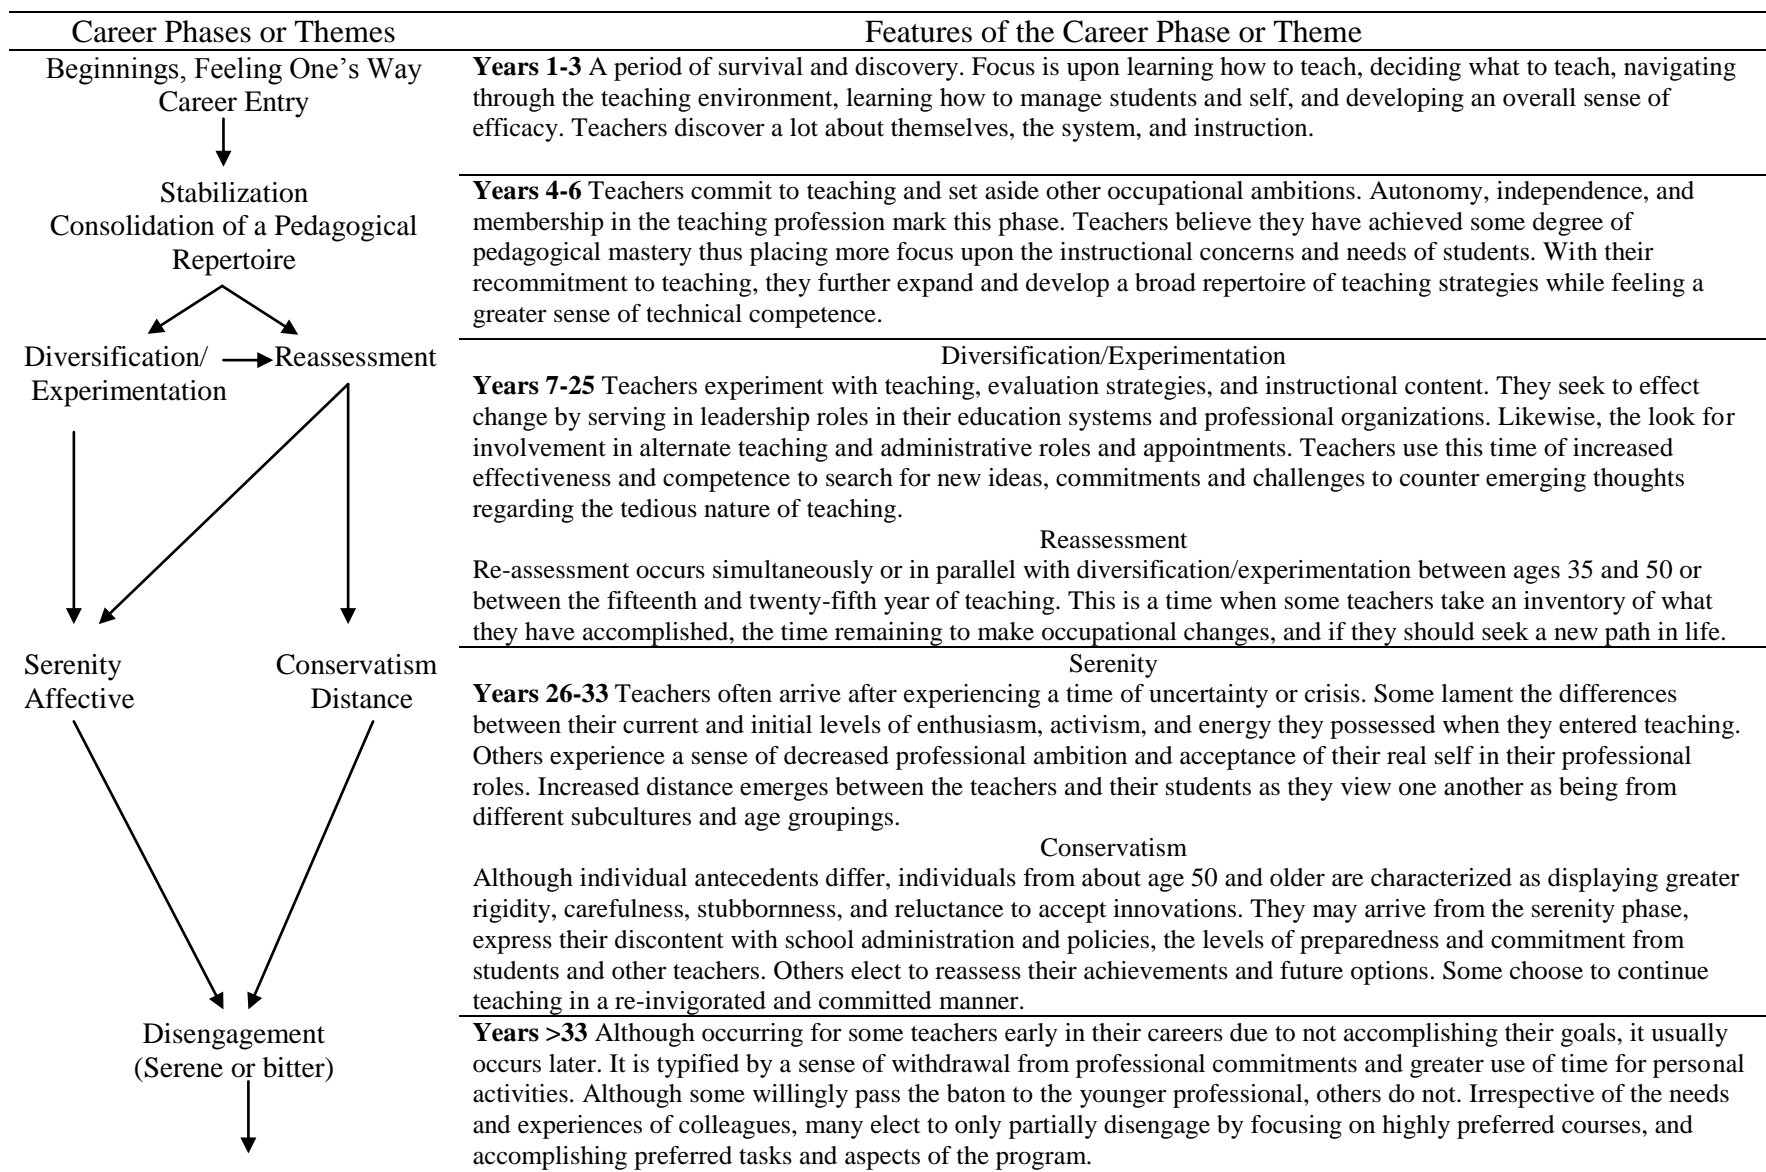 Career Phases or Themes
Features of the Career Phase or Theme
Beginnings, Feeling One's Way
Career Entry
Years 1-3 A period of survival and discovery. Focus is upon learning how to teach, deciding what to teach, navigating
through the teaching environment, learning how to manage students and self, and developing an overall sense of
efficacy. Teachers discover a lot about themselves, the system, and instruction.
Stabilization
Consolidation of a Pedagogical
Repertoire
Years 4-6 Teachers commit to teaching and set aside other occupational ambitions. Autonomy, independence, and
membership in the teaching profession mark this phase. Teachers believe they have achieved some degree of
pedagogical mastery thus placing more focus upon the instructional concerns and needs of students. With their
recommitment to teaching, they further expand and develop a broad repertoire of teaching strategies while feeling a
greater sense of technical competence.
Diversification/
Experimentation
Reassessment
Diversification/Experimentation
Years 7-25 Teachers experiment with teaching, evaluation strategies, and instructional content. They seek to effect
change by serving in leadership roles in their education systems and professional organizations. Likewise, the look for
involvement in alternate teaching and administrative roles and appointments. Teachers use this time of increased
effectiveness and competence to search for new ideas, commitments and challenges to counter emerging thoughts
regarding the tedious nature of teaching.
Reassessment
Re-assessment occurs simultaneously or in parallel with diversification/experimentation between ages 35 and 50 or
between the fifteenth and twenty-fifth year of teaching. This is a time when some teachers take an inventory of what
they have accomplished, the time remaining to make occupational changes, and if they should seek a new path in life.
Serenity
Affective
Conservatism
Distance
Serenity
Years 26-33 Teachers often arrive after experiencing a time of uncertainty or crisis. Some lament the differences
between their current and initial levels of enthusiasm, activism, and energy they possessed when they entered teaching.
Others experience a sense of decreased professional ambition and acceptance of their real self in their professional
roles. Increased distance emerges between the teachers and their students as they view one another as being from
different subcultures and age groupings.
Conservatism
Although individual antecedents differ, individuals from about age 50 and older are characterized as displaying greater
rigidity, carefulness, stubbornness, and reluctance to accept innovations. They may arrive from the serenity phase,
express their discontent with school administration and policies, the levels of preparedness and commitment from
students and other teachers. Others elect to reassess their achievements and future options. Some choose to continue
teaching in a re-invigorated and committed manner.
Disengagement
(Serene or bitter)
Years >33 Although occurring for some teachers early in their careers due to not accomplishing their goals, it usually
occurs later. It is typified by a sense of withdrawal from professional commitments and greater use of time for personal
activities. Although some willingly pass the baton to the younger professional, others do not. Irrespective of the needs
and experiences of colleagues, many elect to only partially disengage by focusing on highly preferred courses, and
accomplishing preferred tasks and aspects of the program.